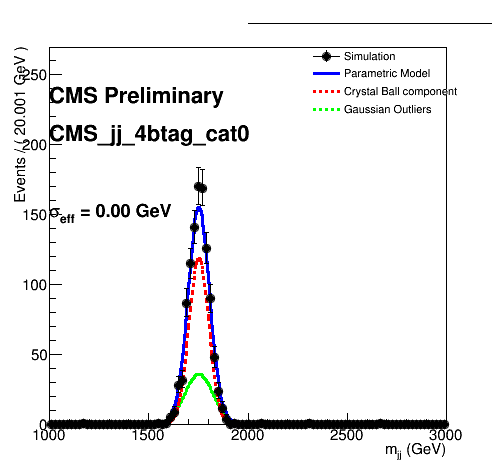 Simulation
Parametric Model
Crystal Ball component
Gaussian Outliers
CMS Preliminary
CMS_jj_4btag_cat0
σeff = 0.00 GeV
Events / ( 20.001 GeV )
250
200
150
100
50
0
1000 1500 2000 2500 3000
mjj (GeV)